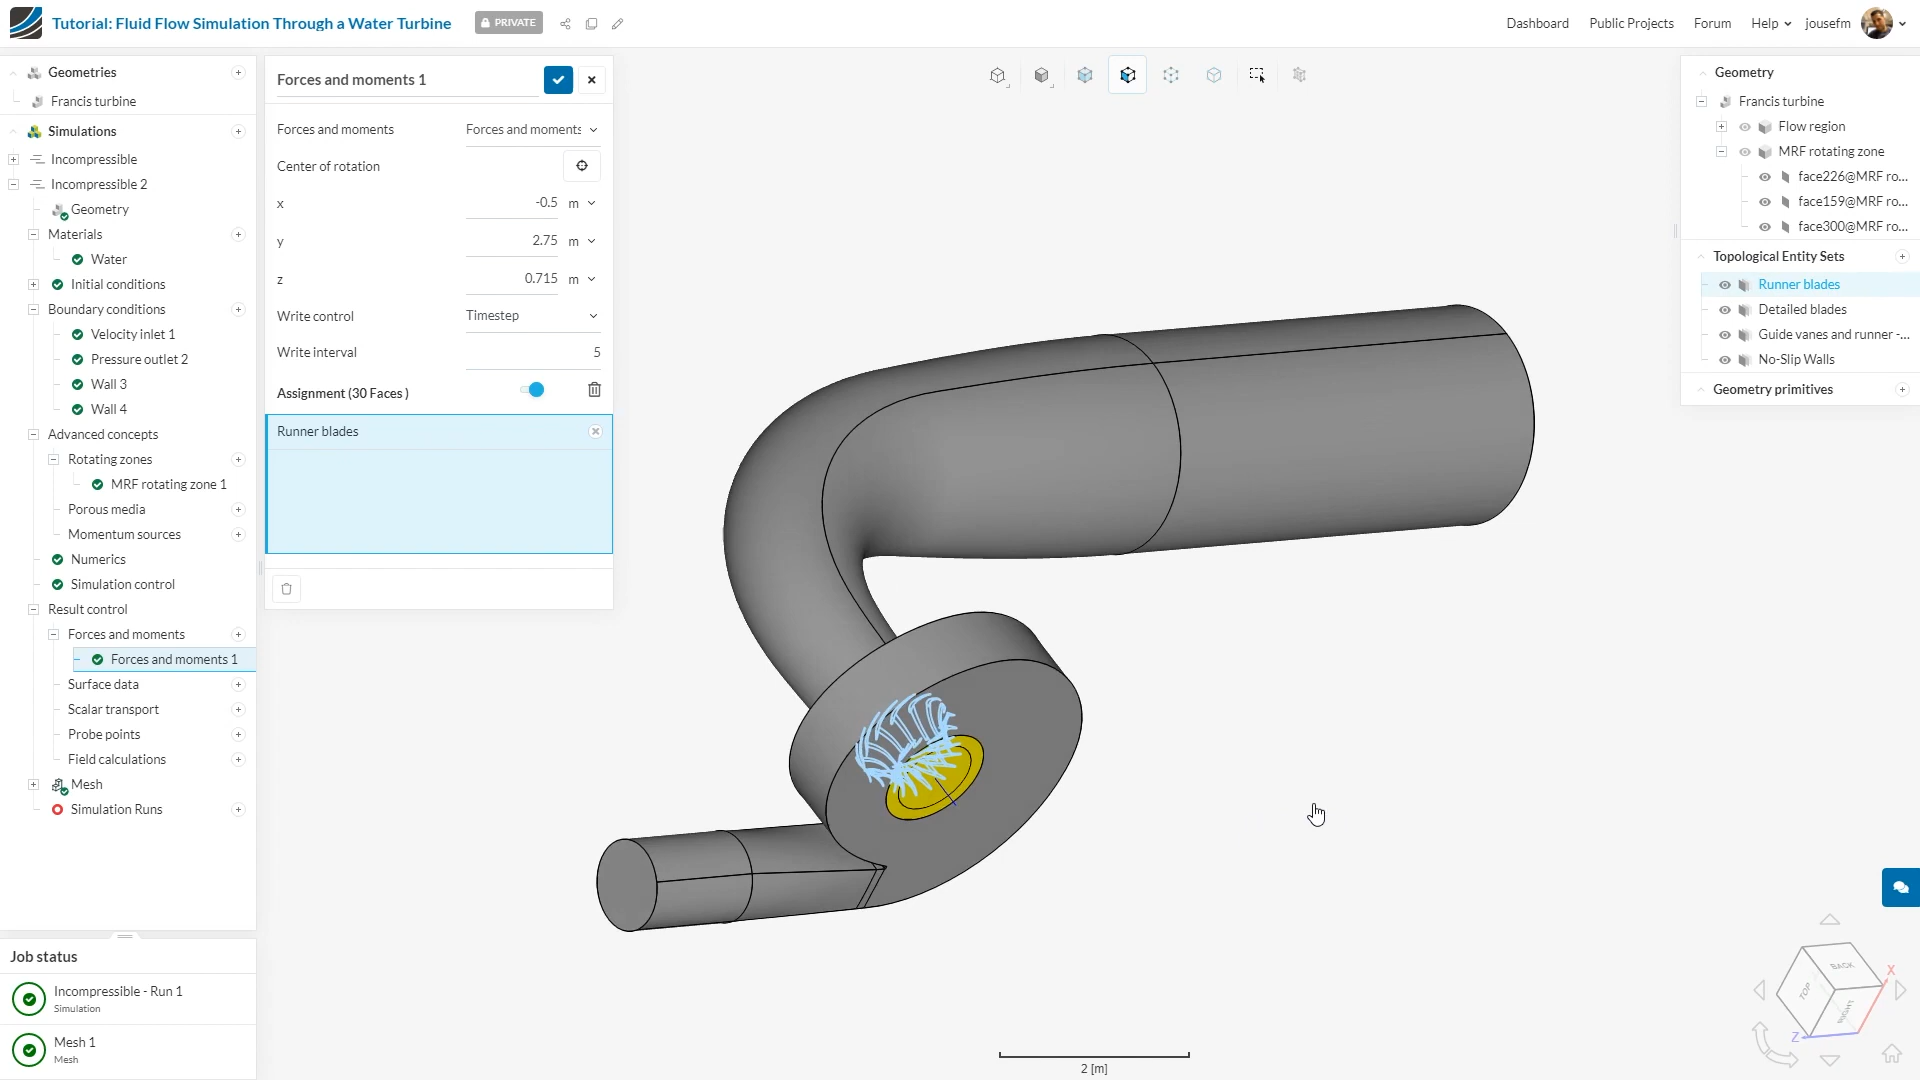 Tutorial: Fluid Flow Simulation Through a Water Turbine
PRIVATE
Dashboard
Public Projects
Forum
Help
jousefm
Geometries
Francis turbine
Simulations
Incompressible
Incompressible 2
Geometry
Materials
Water
Initial conditions
Boundary conditions
Velocity inlet 1
Pressure outlet 2
Wall 3
Wall 4
Advanced concepts
Rotating zones
MRF rotating zone 1
Porous media
Momentum sources
Numerics
Simulation control
Result control
Forces and moments
Forces and moments 1
Surface data
Scalar transport
Probe points
Field calculations
Mesh
Simulation Runs
Job status
Incompressible - Run 1
Simulation
Mesh 1
Mesh
Forces and moments 1
Forces and moments Forces and moments
Center of rotation
x -0.5 m
y 2.75 m
z 0.715 m
Write control Timestep
Write interval 5
Assignment (30 Faces )
Runner blades
2 [m]
Geometry
Francis turbine
Flow region
MRF rotating zone
face226@MRF ro...
face159@MRF ro...
face300@MRF ro...
Topological Entity Sets
Runner blades
Detailed blades
Guide vanes and runner -...
No-Slip Walls
Geometry primitives
BACK
TOP
RIGHT
X
Z